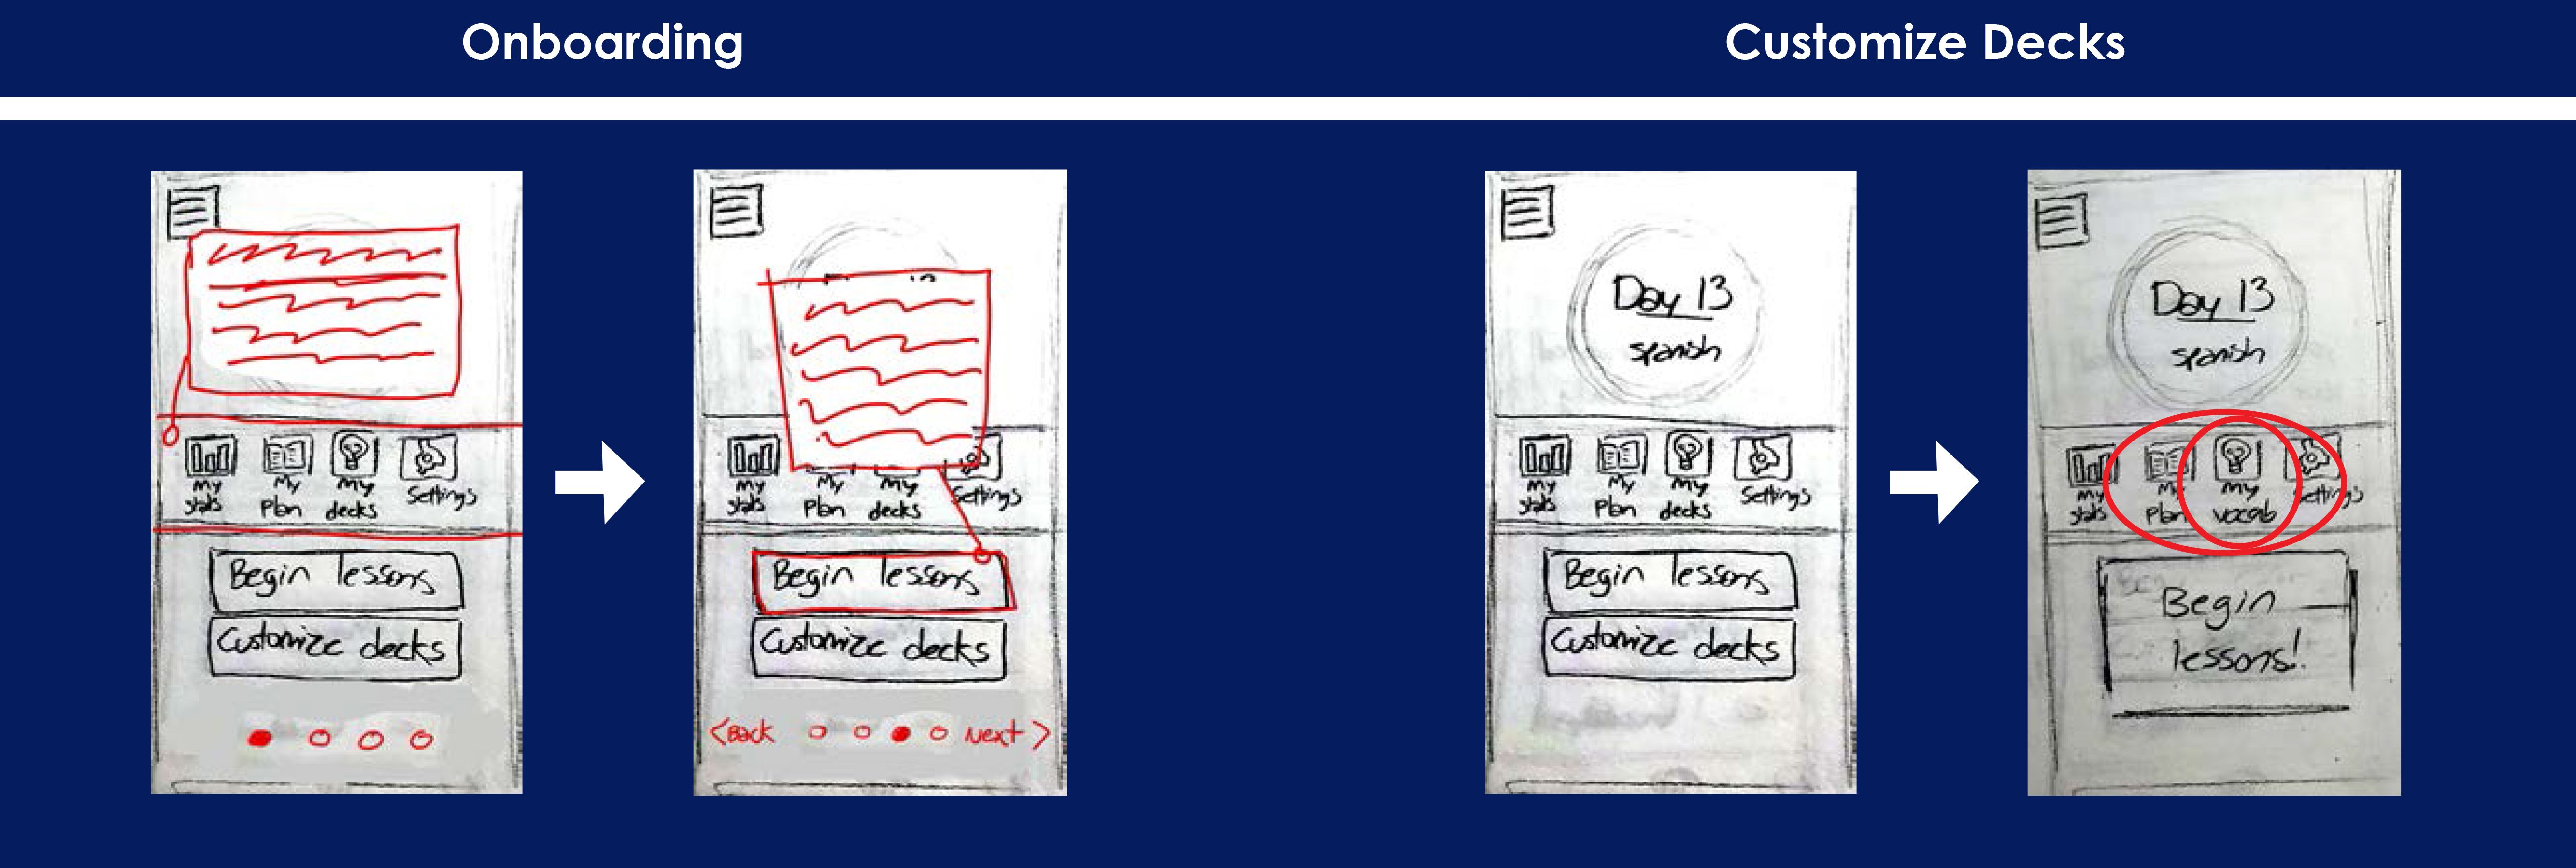 Onboarding
Customize Decks
My stats
My Plan
My decks
Settings
Begin lessons
Customize decks
My stats
My Plan
My decks
Settings
Begin lessons
Customize decks
<Back
Next >
Day 13
spanish
My stats
My Plan
My decks
Settings
Begin lessons
Customize decks
Day 13
spanish
My stats
My Plan
My vocab
Settings
Begin
lessons!